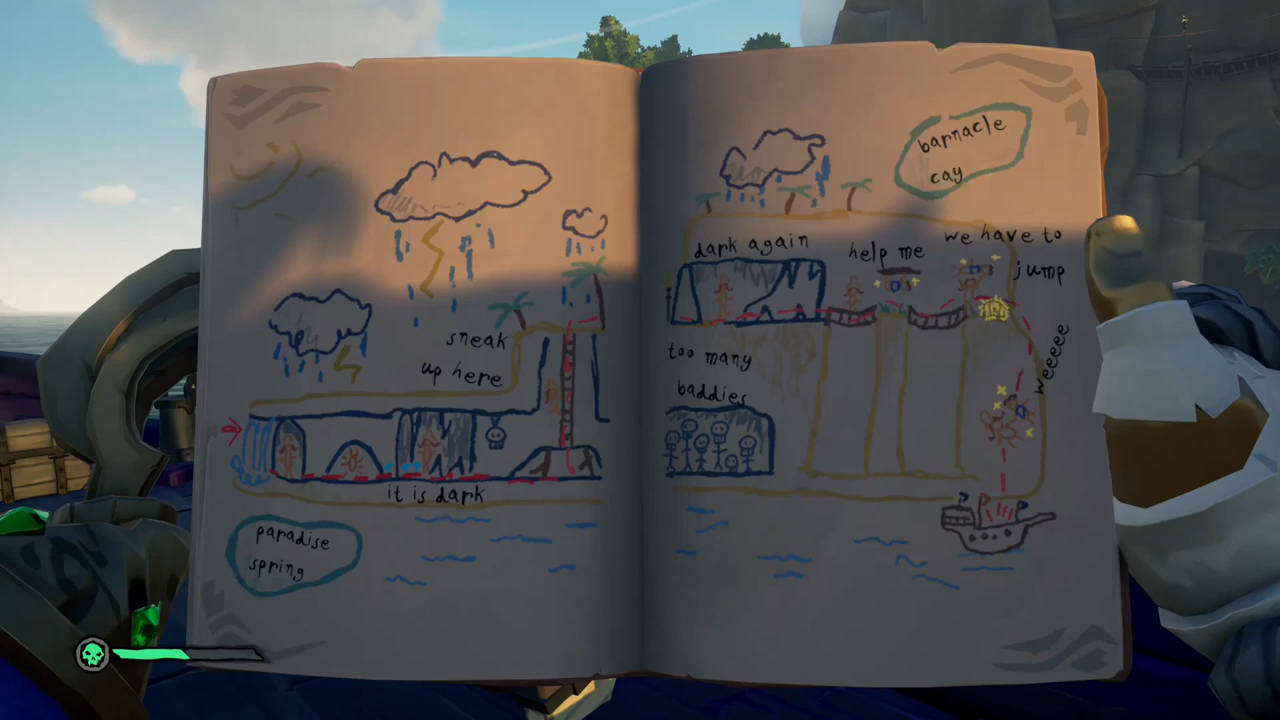 sneak
up here
it is dark
paradise
spring
barnacle
cay
dark again
help me
we have to
jump
too many
baddies
weeeee